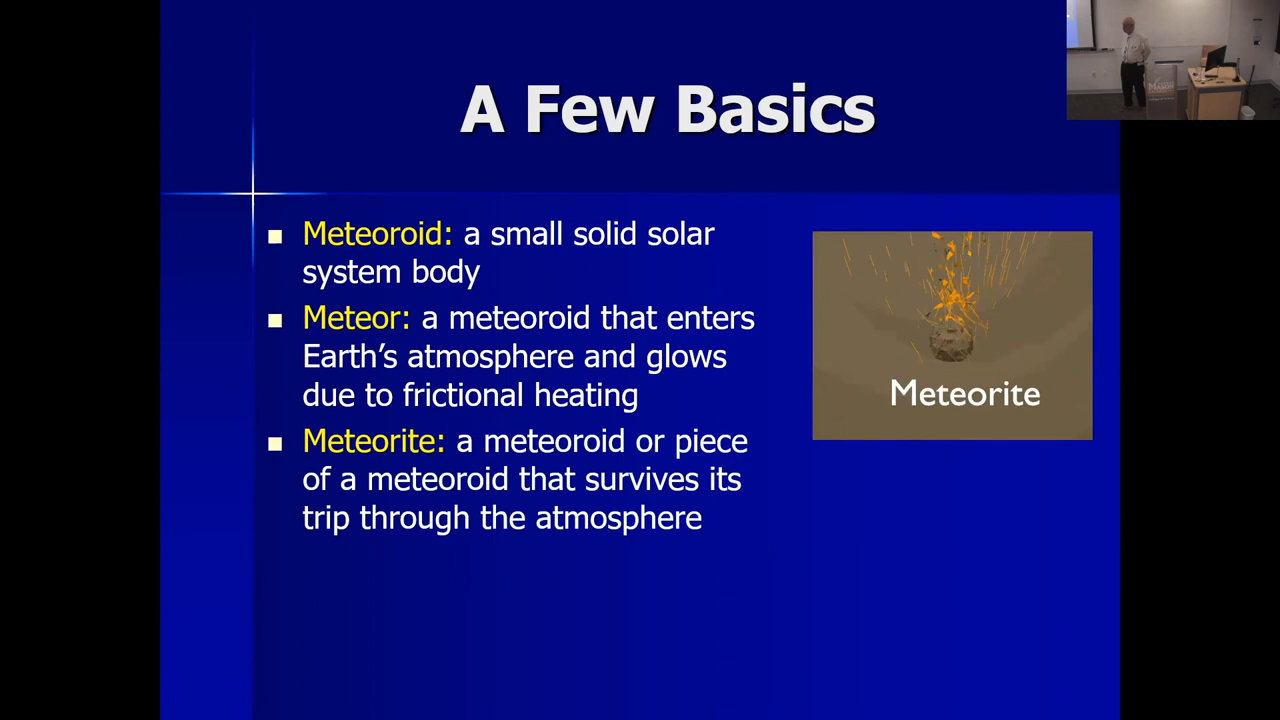 A Few Basics
Meteoroid: a small solid solar
system body
Meteor: a meteoroid that enters
Earth’s atmosphere and glows
due to frictional heating
Meteorite: a meteoroid or piece
of a meteoroid that survives its
trip through the atmosphere
Meteorite